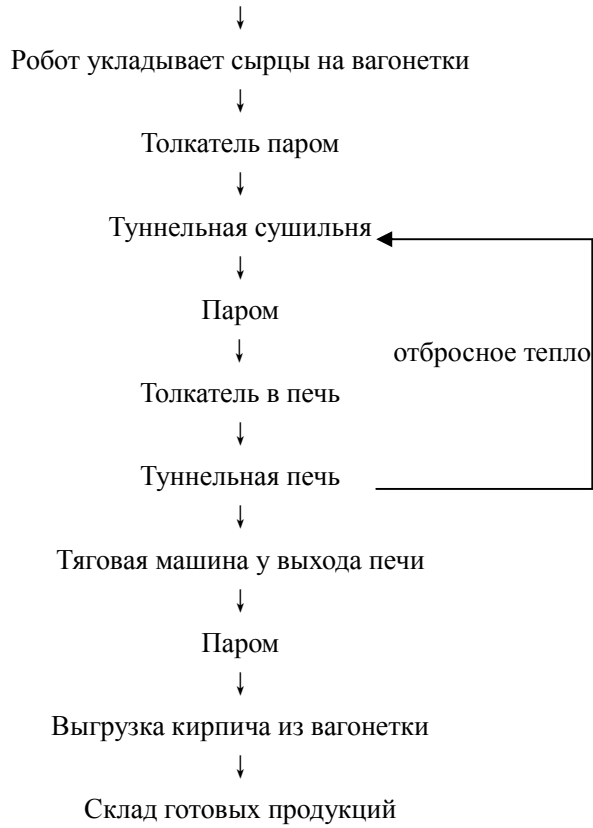 Робот укладывает сырцы на вагонетки
Толкатель паром
Туннельная сушильня
Паром
отбросное тепло
Толкатель в печь
Туннельная печь
Тяговая машина у выхода печи
Паром
Выгрузка кирпича из вагонетки
Склад готовых продукций